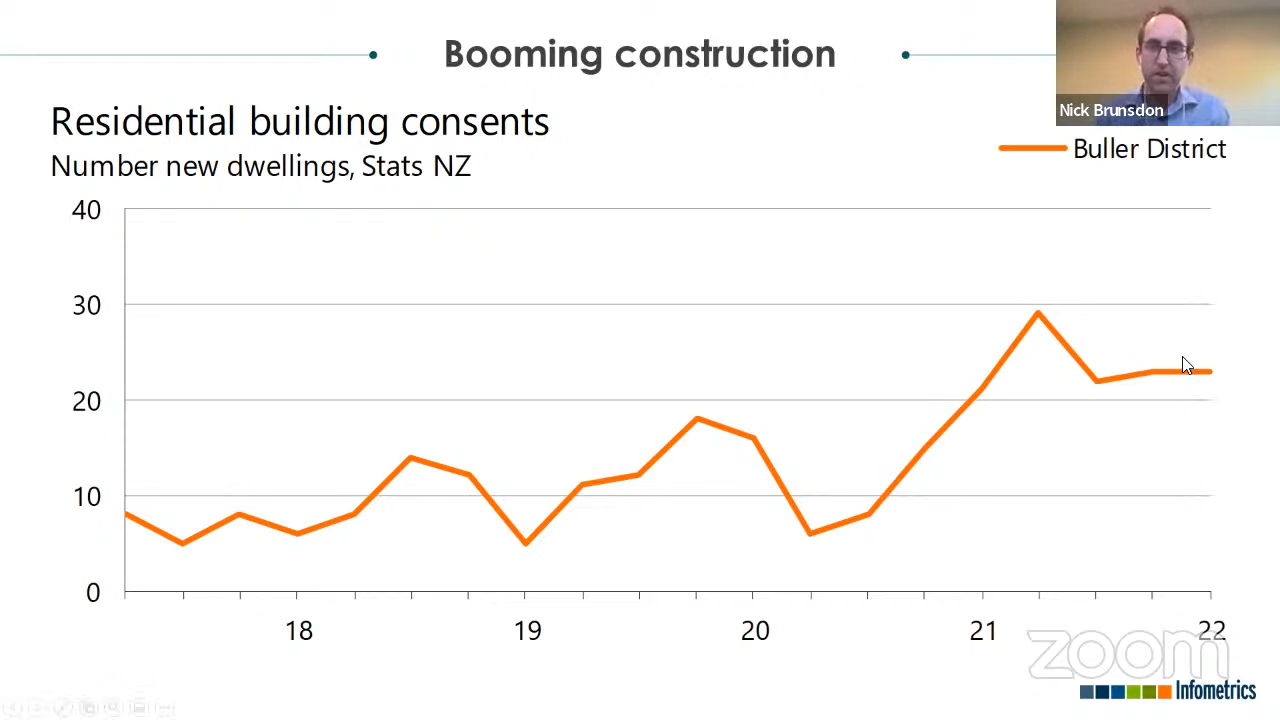 Booming construction
Nick Brunsdon
Residential building consents
Number new dwellings, Stats NZ
Buller District
40
30
20
10
0
18
19
20
21
22
zoom
Infometrics